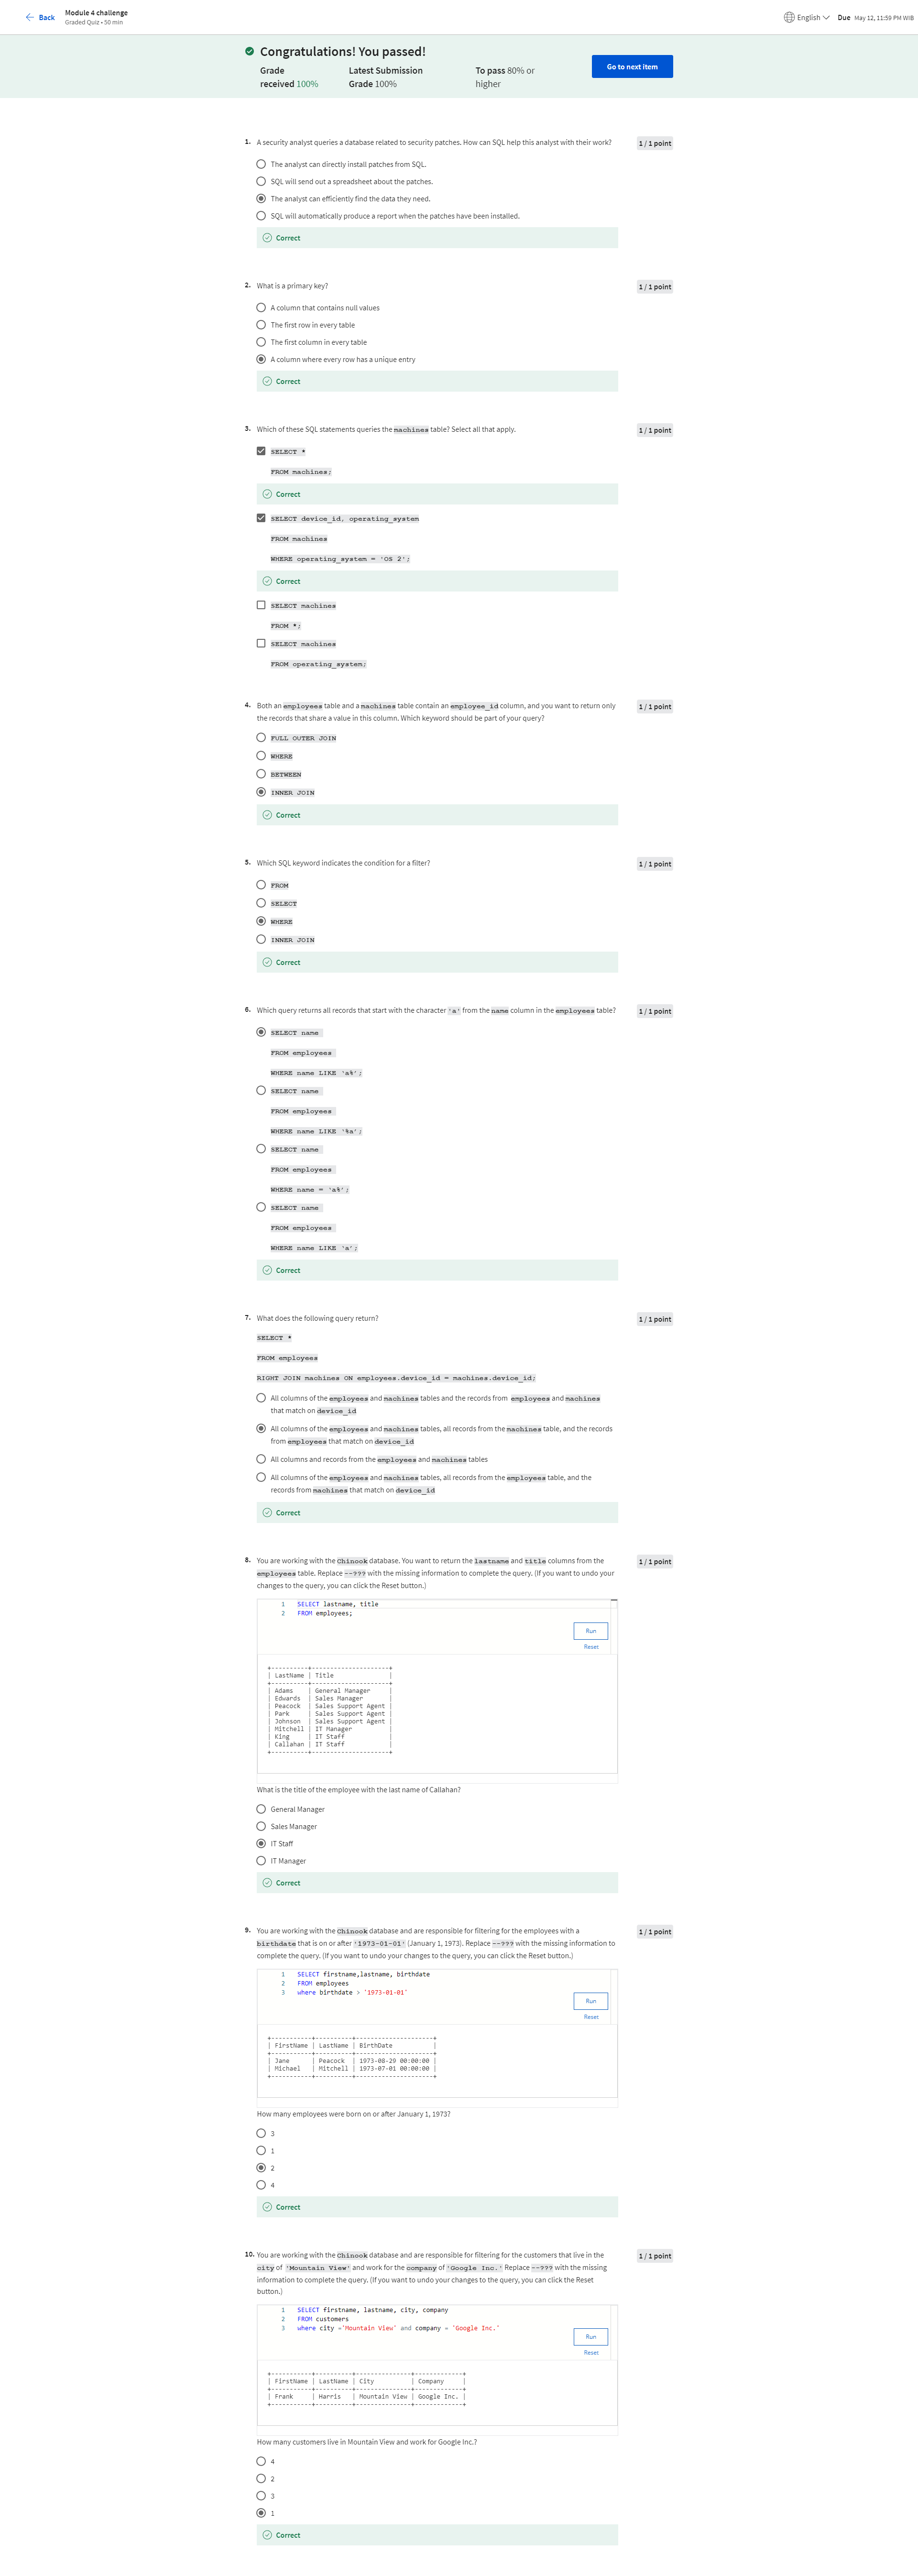 Back
Module 4 challenge
Graded Quiz • 50 min
English
Due May 12, 11:59 PM WIB
Congratulations! You passed!
Grade received 100%
Latest Submission Grade 100%
To pass 80% or higher
Go to next item
1. A security analyst queries a database related to security patches. How can SQL help this analyst with their work?
1 / 1 point
The analyst can directly install patches from SQL.
SQL will send out a spreadsheet about the patches.
The analyst can efficiently find the data they need.
SQL will automatically produce a report when the patches have been installed.
Correct
2. What is a primary key?
1 / 1 point
A column that contains null values
The first row in every table
The first column in every table
A column where every row has a unique entry
Correct
3. Which of these SQL statements queries the machines table? Select all that apply.
1 / 1 point
SELECT *
FROM machines;
Correct
SELECT device_id, operating_system
FROM machines
WHERE operating_system = 'OS 2';
Correct
SELECT machines
FROM *;
SELECT machines
FROM operating_system;
4. Both an employees table and a machines table contain an employee_id column, and you want to return only
the records that share a value in this column. Which keyword should be part of your query?
1 / 1 point
FULL OUTER JOIN
WHERE
BETWEEN
INNER JOIN
Correct
5. Which SQL keyword indicates the condition for a filter?
1 / 1 point
FROM
SELECT
WHERE
INNER JOIN
Correct
6. Which query returns all records that start with the character 'a' from the name column in the employees table?
1 / 1 point
SELECT name
FROM employees
WHERE name LIKE 'a%';
SELECT name
FROM employees
WHERE name LIKE '%a';
SELECT name
FROM employees
WHERE name = 'a%';
SELECT name
FROM employees
WHERE name LIKE 'a';
Correct
7. What does the following query return?
1 / 1 point
SELECT *
FROM employees
RIGHT JOIN machines ON employees.device_id = machines.device_id;
All columns of the employees and machines tables and the records from employees and machines
that match on device_id
All columns of the employees and machines tables, all records from the machines table, and the records
from employees that match on device_id
All columns and records from the employees and machines tables
All columns of the employees and machines tables, all records from the employees table, and the
records from machines that match on device_id
Correct
8. You are working with the Chinook database. You want to return the lastname and title columns from the
employees table. Replace --??? with the missing information to complete the query. (If you want to undo your
changes to the query, you can click the Reset button.)
1 / 1 point
1 SELECT lastname, title
2 FROM employees;
Run
Reset
+----------+---------------------+
| LastName | Title               |
+----------+---------------------+
| Adams    | General Manager     |
| Edwards  | Sales Manager       |
| Peacock  | Sales Support Agent |
| Park     | Sales Support Agent |
| Johnson  | Sales Support Agent |
| Mitchell | IT Manager          |
| King     | IT Staff            |
| Callahan | IT Staff            |
+----------+---------------------+
What is the title of the employee with the last name of Callahan?
General Manager
Sales Manager
IT Staff
IT Manager
Correct
9. You are working with the Chinook database and are responsible for filtering for the employees with a
birthdate that is on or after '1973-01-01' (January 1, 1973). Replace --??? with the missing information to
complete the query. (If you want to undo your changes to the query, you can click the Reset button.)
1 / 1 point
1 SELECT firstname,lastname, birthdate
2 FROM employees
3 where birthdate > '1973-01-01'
Run
Reset
+-----------+----------+---------------------+
| FirstName | LastName | BirthDate           |
+-----------+----------+---------------------+
| Jane      | Peacock  | 1973-08-29 00:00:00 |
| Michael   | Mitchell | 1973-07-01 00:00:00 |
+-----------+----------+---------------------+
How many employees were born on or after January 1, 1973?
3
1
2
4
Correct
10. You are working with the Chinook database and are responsible for filtering for the customers that live in the
city of 'Mountain View' and work for the company of 'Google Inc.' Replace --??? with the missing
information to complete the query. (If you want to undo your changes to the query, you can click the Reset
button.)
1 / 1 point
1 SELECT firstname, lastname, city, company
2 FROM customers
3 where city ='Mountain View' and company = 'Google Inc.'
Run
Reset
+-----------+----------+---------------+-------------+
| FirstName | LastName | City          | Company     |
+-----------+----------+---------------+-------------+
| Frank     | Harris   | Mountain View | Google Inc. |
+-----------+----------+---------------+-------------+
How many customers live in Mountain View and work for Google Inc.?
4
2
3
1
Correct